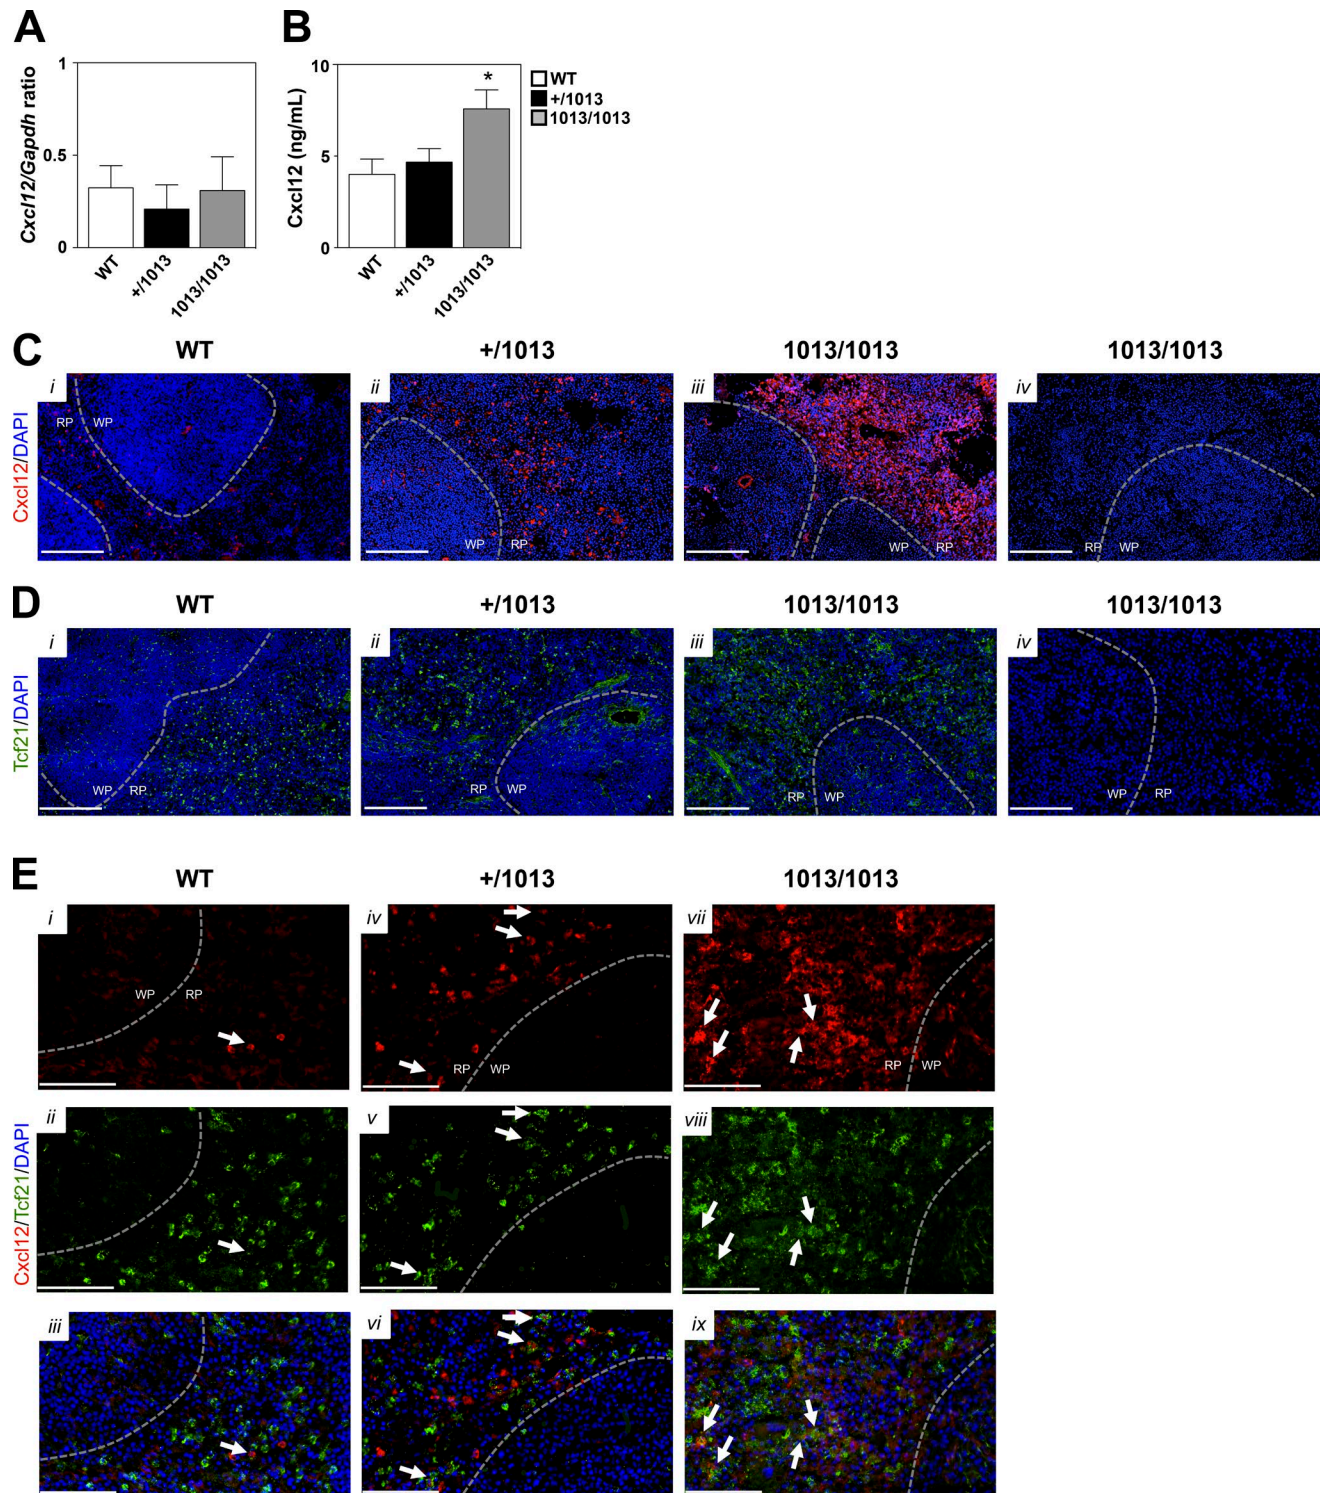 A
Cxcl12/Gapdh ratio
1
0.5
0
WT
+/1013
1013/1013
B
Cxcl12 (ng/mL)
10
5
0
*
WT
+/1013
1013/1013
WT
+/1013
1013/1013
C
WT
+/1013
1013/1013
1013/1013
Cxcl12/DAPI
i
RP WP
ii
WP RP
iii
WP RP
iv
RP WP
D
WT
+/1013
1013/1013
1013/1013
Tcf21/DAPI
i
WP RP
ii
RP WP
iii
RP WP
iv
WP RP
E
WT
+/1013
1013/1013
Cxcl12/Tcf21/DAPI
i
WP RP
iv
RP WP
vii
RP WP
ii
v
viii
iii
vi
ix